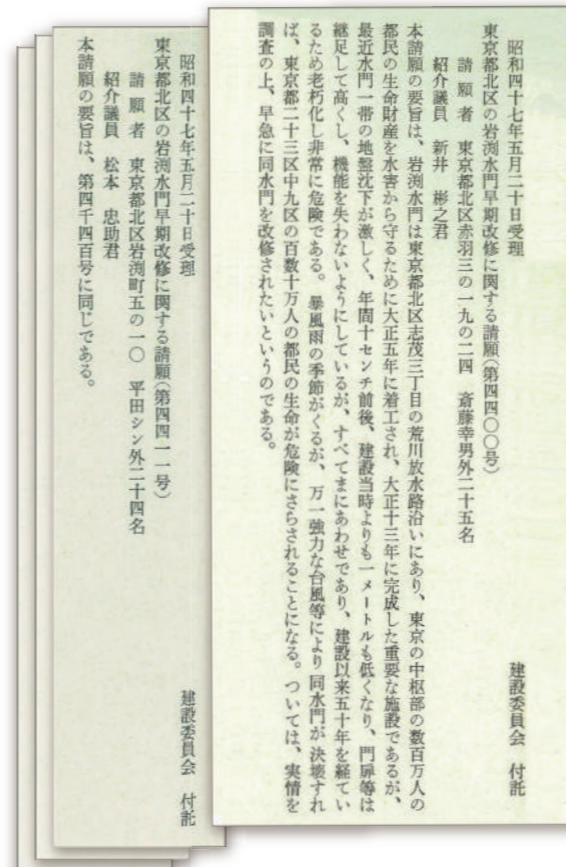 昭和四十七年五月二十日受理
建設委員会 付託
東京都北区の岩渕水門早期改修に関する請願(第四四〇〇号)
請願者 東京都北区赤羽三の一九の二四 斎藤幸男外二十五名
紹介議員 新井 彬之君
本請願の要旨は、岩渕水門は東京都北区志茂三丁目の荒川放水路沿いにあり、東京の中枢部の数百万人の
都民の生命財産を水害から守るために大正五年に着工され、大正十三年に完成した重要な施設であるが、
最近水門一帯の地盤沈下が激しく、年間十センチ前後、建設当時よりも一メートルも低くなり、門扉等は
継足して高くし、機能を失わないようにしているが、すべてまにあわせであり、建設以来五十年を経てい
るため老朽化し非常に危険である。暴風雨の季節がくるが、万一強力な台風等により同水門が決壊すれ
ば、東京都二十三区中九区の百数十万人の都民の生命が危険にさらされることになる。ついては、実情を
調査の上、早急に同水門を改修されたいというのである。
昭和四十七年五月二十日受理
建設委員会 付託
東京都北区の岩渕水門早期改修に関する請願(第四四一一号)
請願者 東京都北区岩渕町五の一〇 平田シン外二十四名
紹介議員 松本 忠助君
本請願の要旨は、第四千四百号に同じである。